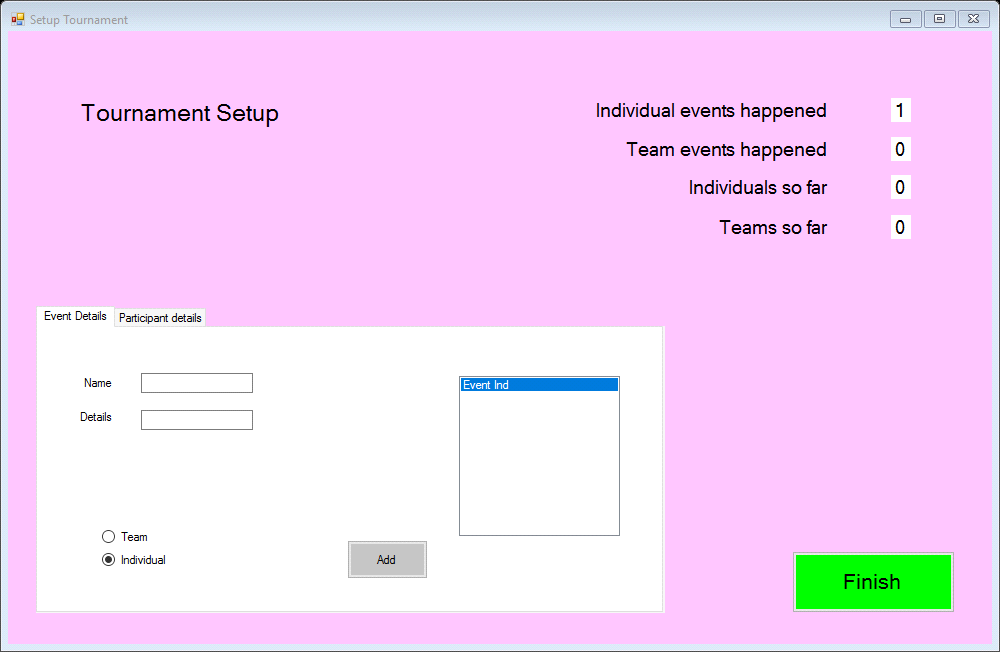 Setup Tournament
Tournament Setup
Individual events happened 1
Team events happened 0
Individuals so far 0
Teams so far 0
Event Details Participant details
Name
Event Ind
Details
Team
Individual
Add
Finish